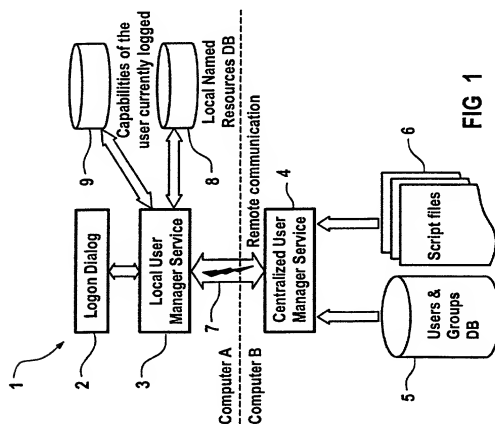 1
2
Logon Dialog
9
Capabilities of the
user currently logged
3
Local User
Manager Service
8
Local Named
Resources DB
7
Computer A
Computer B
Remote communication
4
Centralized User
Manager Service
5
Users &
Groups
DB
6
Script files
FIG 1